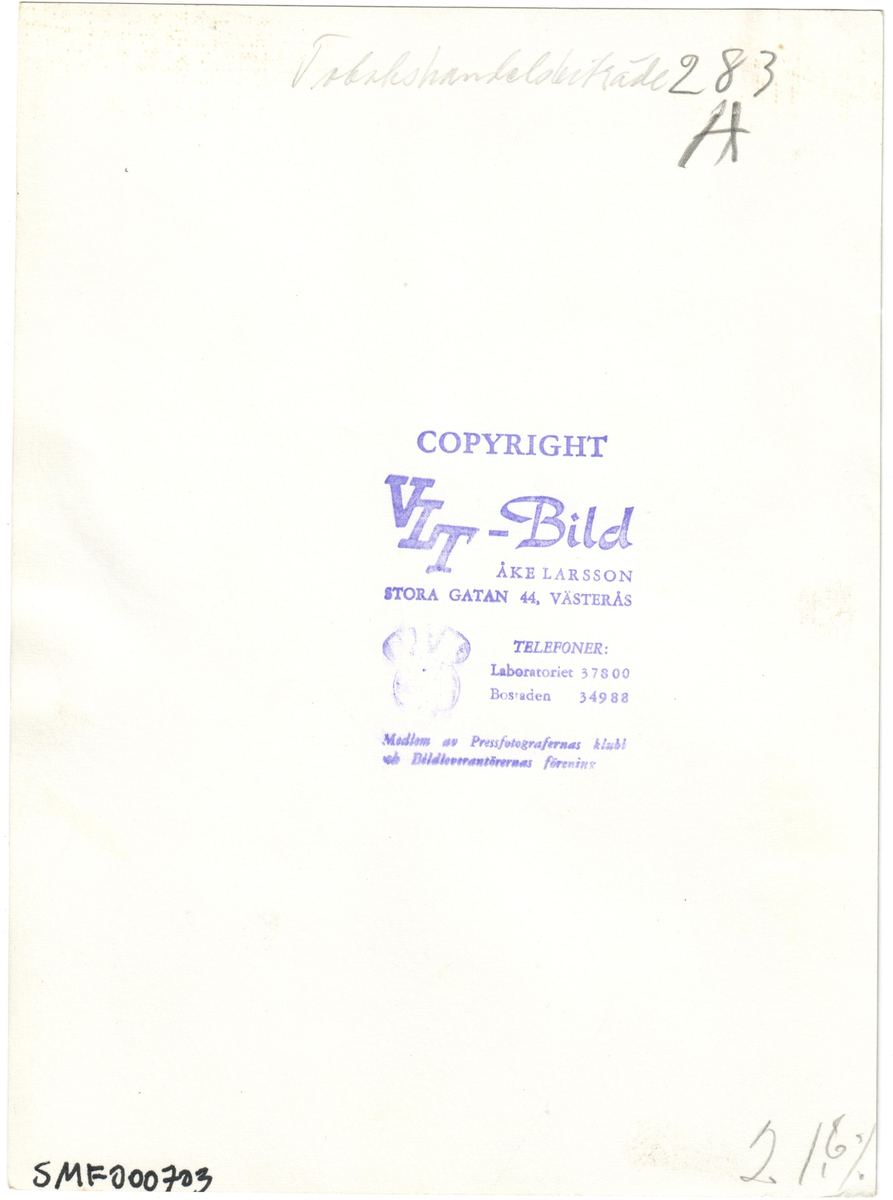 Tobakshandelsbiträde 283
A
COPYRIGHT
VLT-Bild
ÅKE LARSSON
STORA GATAN 44, VÄSTERÅS
TELEFONER:
Laboratoriet 37800
Bostaden 34988
Medlem av Pressfotografernas klubb
och Bildleverantörernas förening
SMF000703